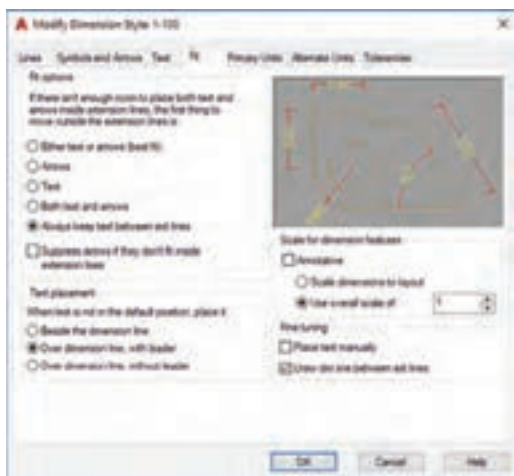 Modify Dimension Style: 1-100
Lines Symbols and Arrows Text Fit Primary Units Alternate Units Tolerances
Fit options
If there isn't enough room to place both text and
arrows inside extension lines, the first thing to
move outside the extension lines is:
Either text or arrows (best fit)
Arrows
Text
Both text and arrows
Always keep text between ext lines
Suppress arrows if they don't fit inside
extension lines
Text placement
When text is not in the default position, place it:
Beside the dimension line
Over dimension line, with leader
Over dimension line, without leader
Scale for dimension features
Annotative
Scale dimensions to layout
Use overall scale of:
Fine tuning
Place text manually
Draw dim line between ext lines
OK Cancel Help